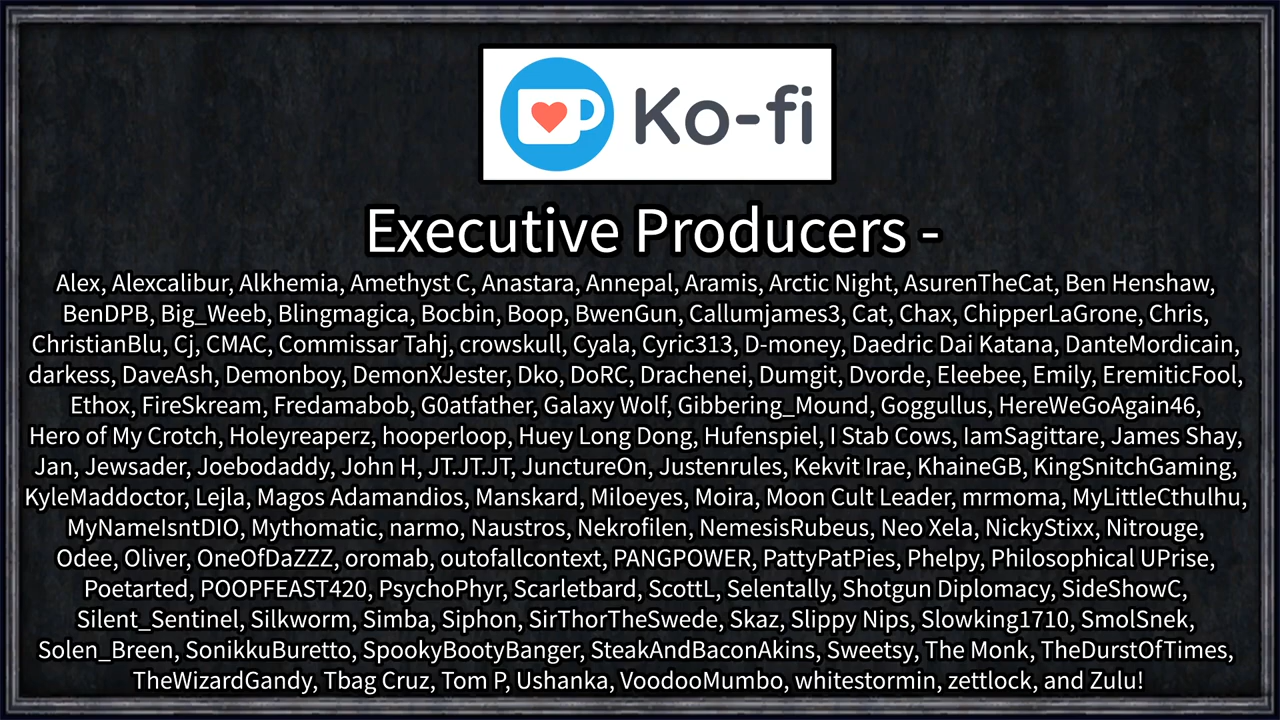 Ko-fi
Executive Producers -
Alex, Alexcalibur, Alkhemia, Amethyst C, Anastara, Annepal, Aramis, Arctic Night, AsurenTheCat, Ben Henshaw,
BenDPB, Big_Weeb, Blingmagica, Bocbin, Boop, BwenGun, Callumjames3, Cat, Chax, ChipperLaGrone, Chris,
ChristianBlu, Cj, CMAC, Commissar Tahj, crowskull, Cyala, Cyric313, D-money, Daedric Dai Katana, DanteMordicain,
darkess, DaveAsh, Demonboy, DemonXJester, Dko, DoRC, Drachenei, Dumgit, Dvorde, Eleebee, Emily, EremiticFool,
Ethox, FireSkream, Fredamabob, G0atfather, Galaxy Wolf, Gibbering_Mound, Goggullus, HereWeGoAgain46,
Hero of My Crotch, Holeyreaperz, hooperloop, Huey Long Dong, Hufenspiel, I Stab Cows, IamSagittare, James Shay,
Jan, Jewsader, Joebodaddy, John H, JT.JT.JT, JunctureOn, Justenrules, Kekvit Irae, KhaineGB, KingSnitchGaming,
KyleMaddoctor, Lejla, Magos Adamandios, Manskard, Miloeyes, Moira, Moon Cult Leader, mrmoma, MyLittleCthulhu,
MyNameIsntDIO, Mythomatic, narmo, Naustros, Nekrofilen, NemesisRubeus, Neo Xela, NickyStixx, Nitrouge,
Odee, Oliver, OneOfDaZZZ, oromab, outofallcontext, PANGPOWER, PattyPatPies, Phelpy, Philosophical UPrise,
Poetarted, POOPFEAST420, PsychoPhyr, Scarletbard, ScottL, Selentally, Shotgun Diplomacy, SideShowC,
Silent_Sentinel, Silkworm, Simba, Siphon, SirThorTheSwede, Skaz, Slippy Nips, Slowking1710, SmolSnek,
Solen_Breen, SonikkuBuretto, SpookyBootyBanger, SteakAndBaconAkins, Sweetsy, The Monk, TheDurstOfTimes,
TheWizardGandy, Tbag Cruz, Tom P, Ushanka, VoodooMumbo, whitestormin, zettlock, and Zulu!